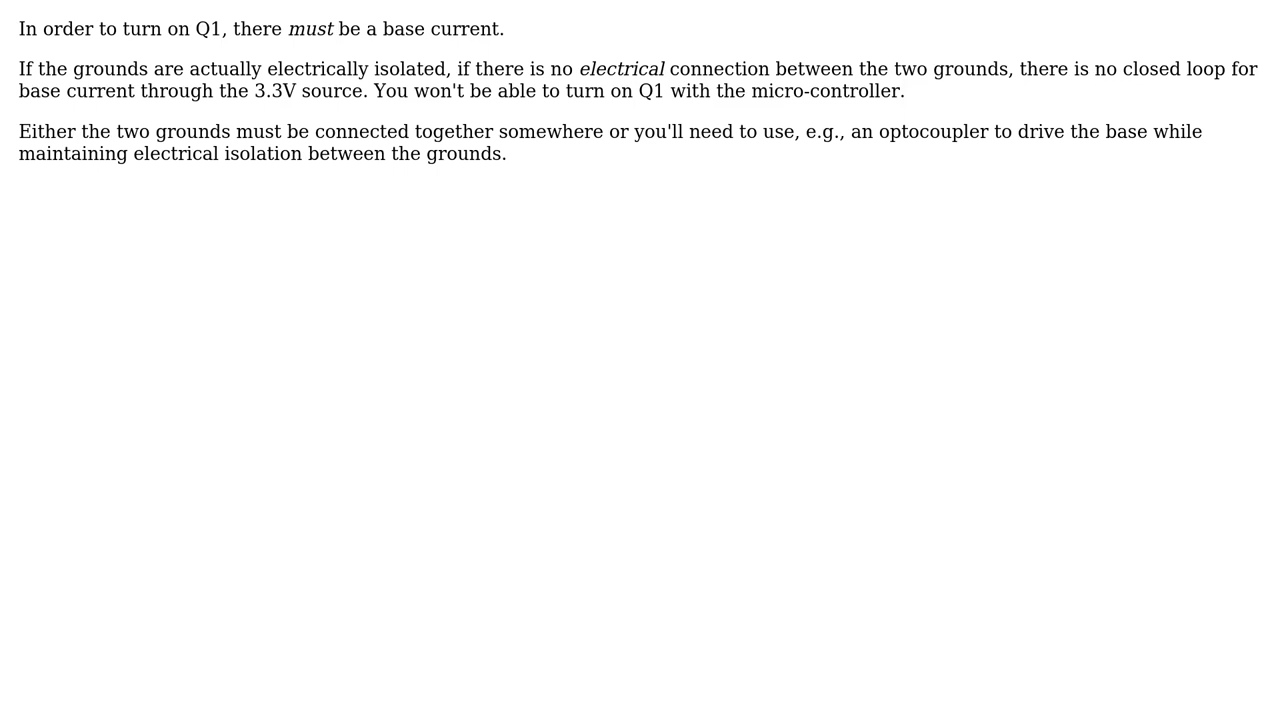 In order to turn on Q1, there must be a base current.
If the grounds are actually electrically isolated, if there is no electrical connection between the two grounds, there is no closed loop for
base current through the 3.3V source. You won't be able to turn on Q1 with the micro-controller.
Either the two grounds must be connected together somewhere or you'll need to use, e.g., an optocoupler to drive the base while
maintaining electrical isolation between the grounds.